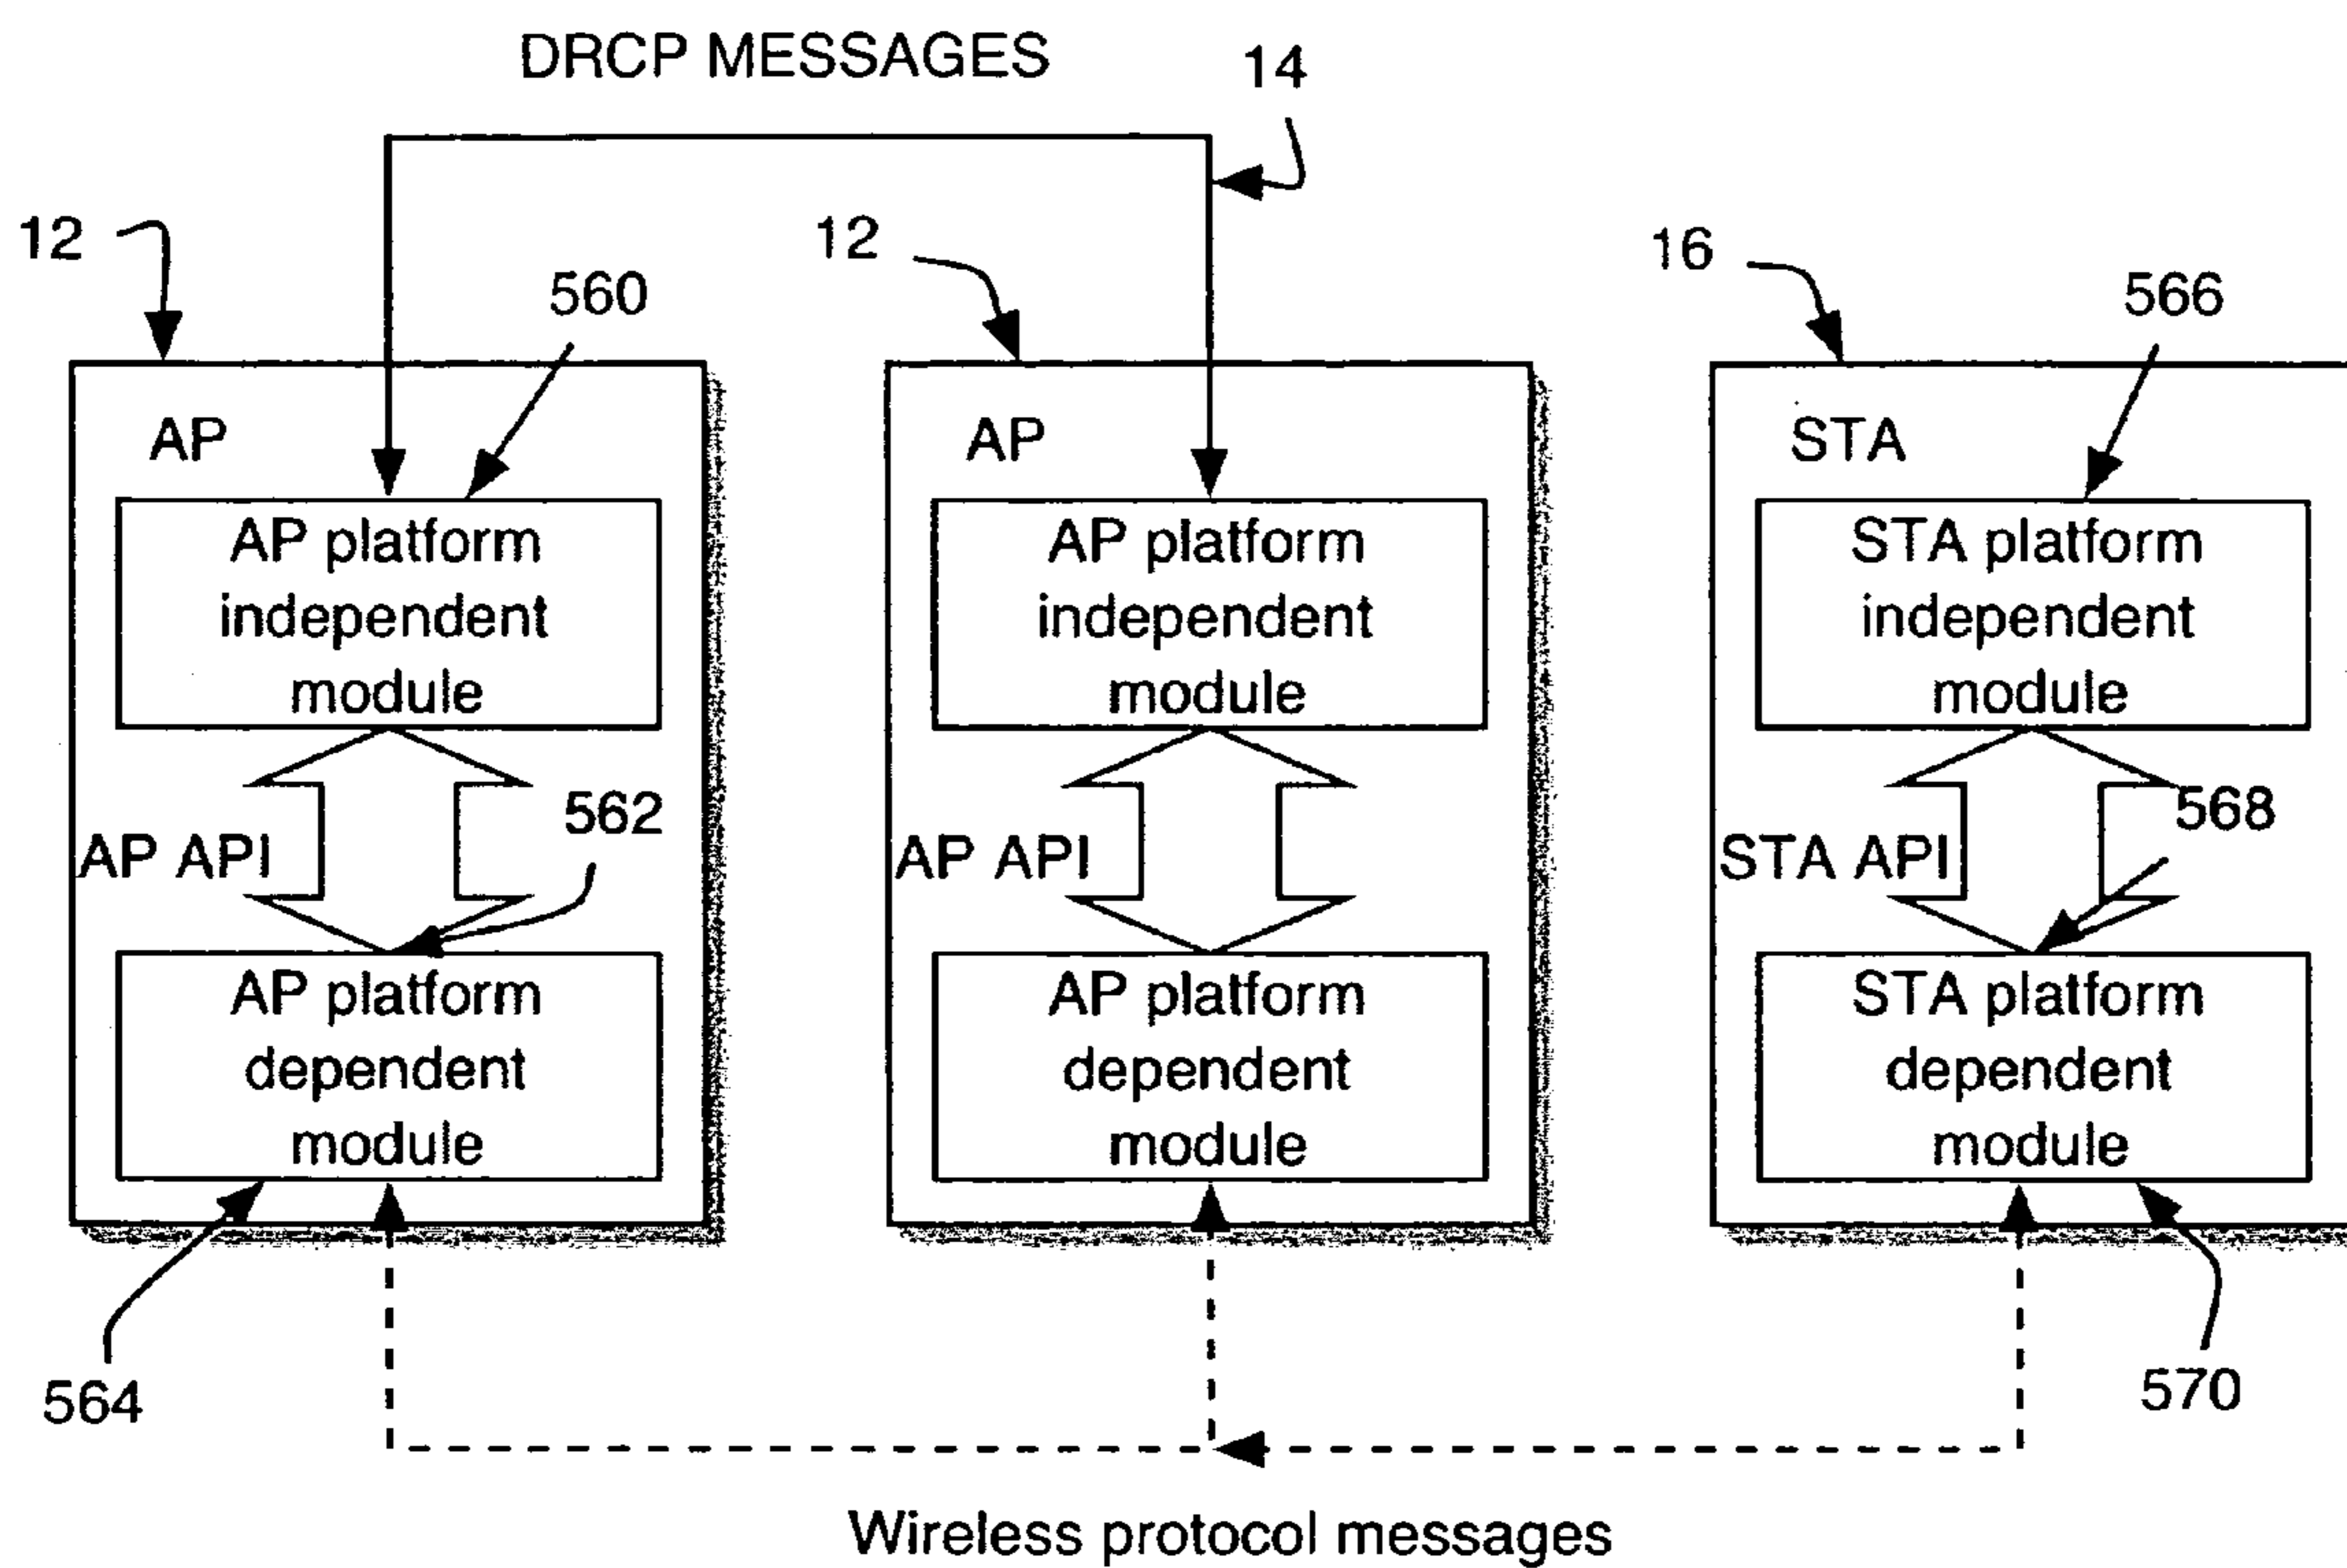 DRCP MESSAGES
14
12
12
16
560
566
AP
AP
STA
AP platform
independent
module
AP platform
independent
module
STA platform
independent
module
562
568
AP API
AP API
STA API
AP platform
dependent
module
AP platform
dependent
module
STA platform
dependent
module
564
570
Wireless protocol messages